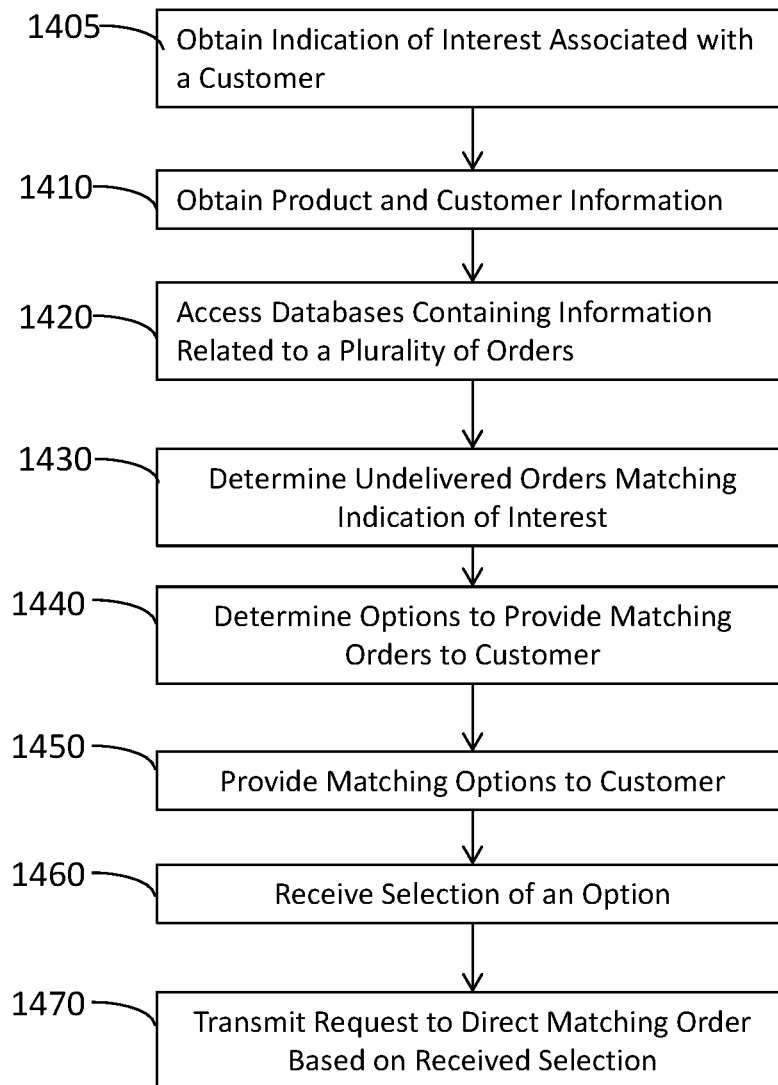 1405
Obtain Indication of Interest Associated with
a Customer
1410
Obtain Product and Customer Information
1420
Access Databases Containing Information
Related to a Plurality of Orders
1430
Determine Undelivered Orders Matching
Indication of Interest
1440
Determine Options to Provide Matching
Orders to Customer
1450
Provide Matching Options to Customer
1460
Receive Selection of an Option
1470
Transmit Request to Direct Matching Order
Based on Received Selection